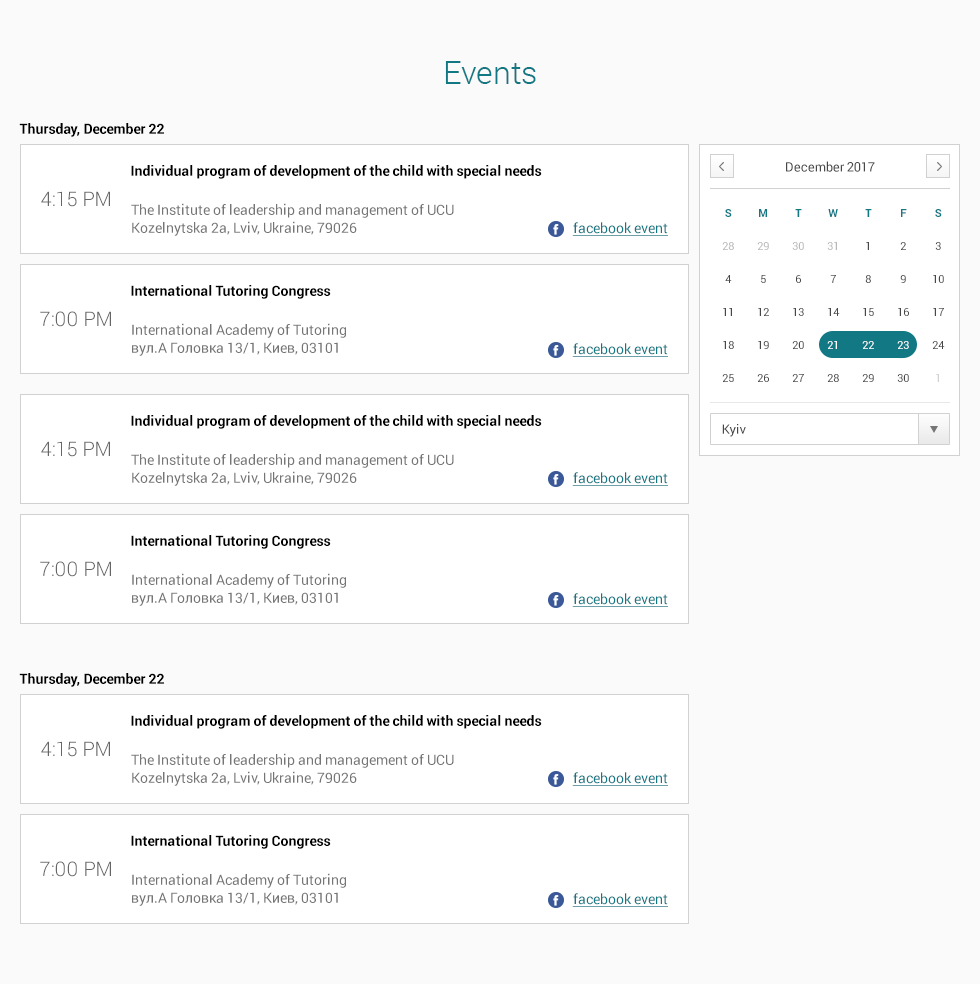 Events
Thursday, December 22
4:15 PM
Individual program of development of the child with special needs
The Institute of leadership and management of UCU
Kozelnytska 2a, Lviv, Ukraine, 79026
facebook event
7:00 PM
International Tutoring Congress
International Academy of Tutoring
вул.А Головка 13/1, Киев, 03101
facebook event
4:15 PM
Individual program of development of the child with special needs
The Institute of leadership and management of UCU
Kozelnytska 2a, Lviv, Ukraine, 79026
facebook event
7:00 PM
International Tutoring Congress
International Academy of Tutoring
вул.А Головка 13/1, Киев, 03101
facebook event
Thursday, December 22
4:15 PM
Individual program of development of the child with special needs
The Institute of leadership and management of UCU
Kozelnytska 2a, Lviv, Ukraine, 79026
facebook event
7:00 PM
International Tutoring Congress
International Academy of Tutoring
вул.А Головка 13/1, Киев, 03101
facebook event
December 2017
S M T W T F S
28 29 30 31 1 2 3
4 5 6 7 8 9 10
11 12 13 14 15 16 17
18 19 20 21 22 23 24
25 26 27 28 29 30 1
Kyiv